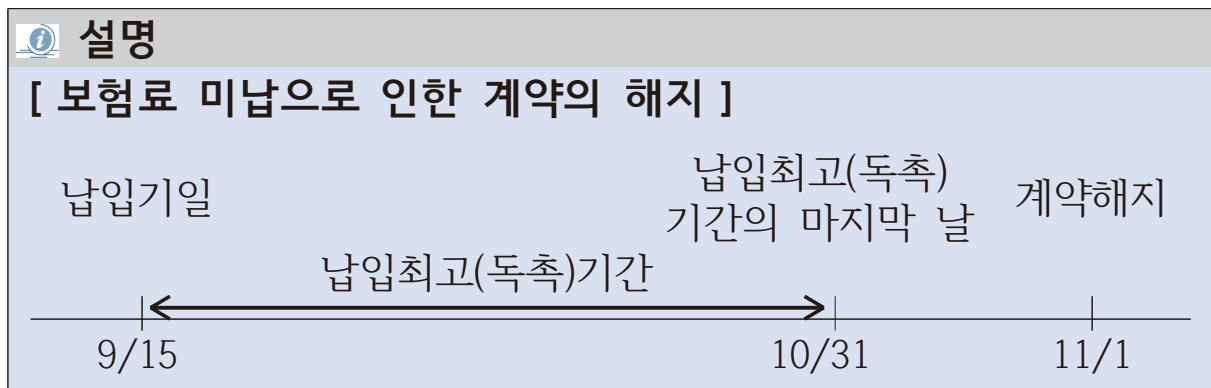 설명
[ 보험료 미납으로 인한 계약의 해지 ]
납입기일
납입최고(독촉)
기간의 마지막 날
계약해지
납입최고(독촉)기간
9/15
10/31
11/1